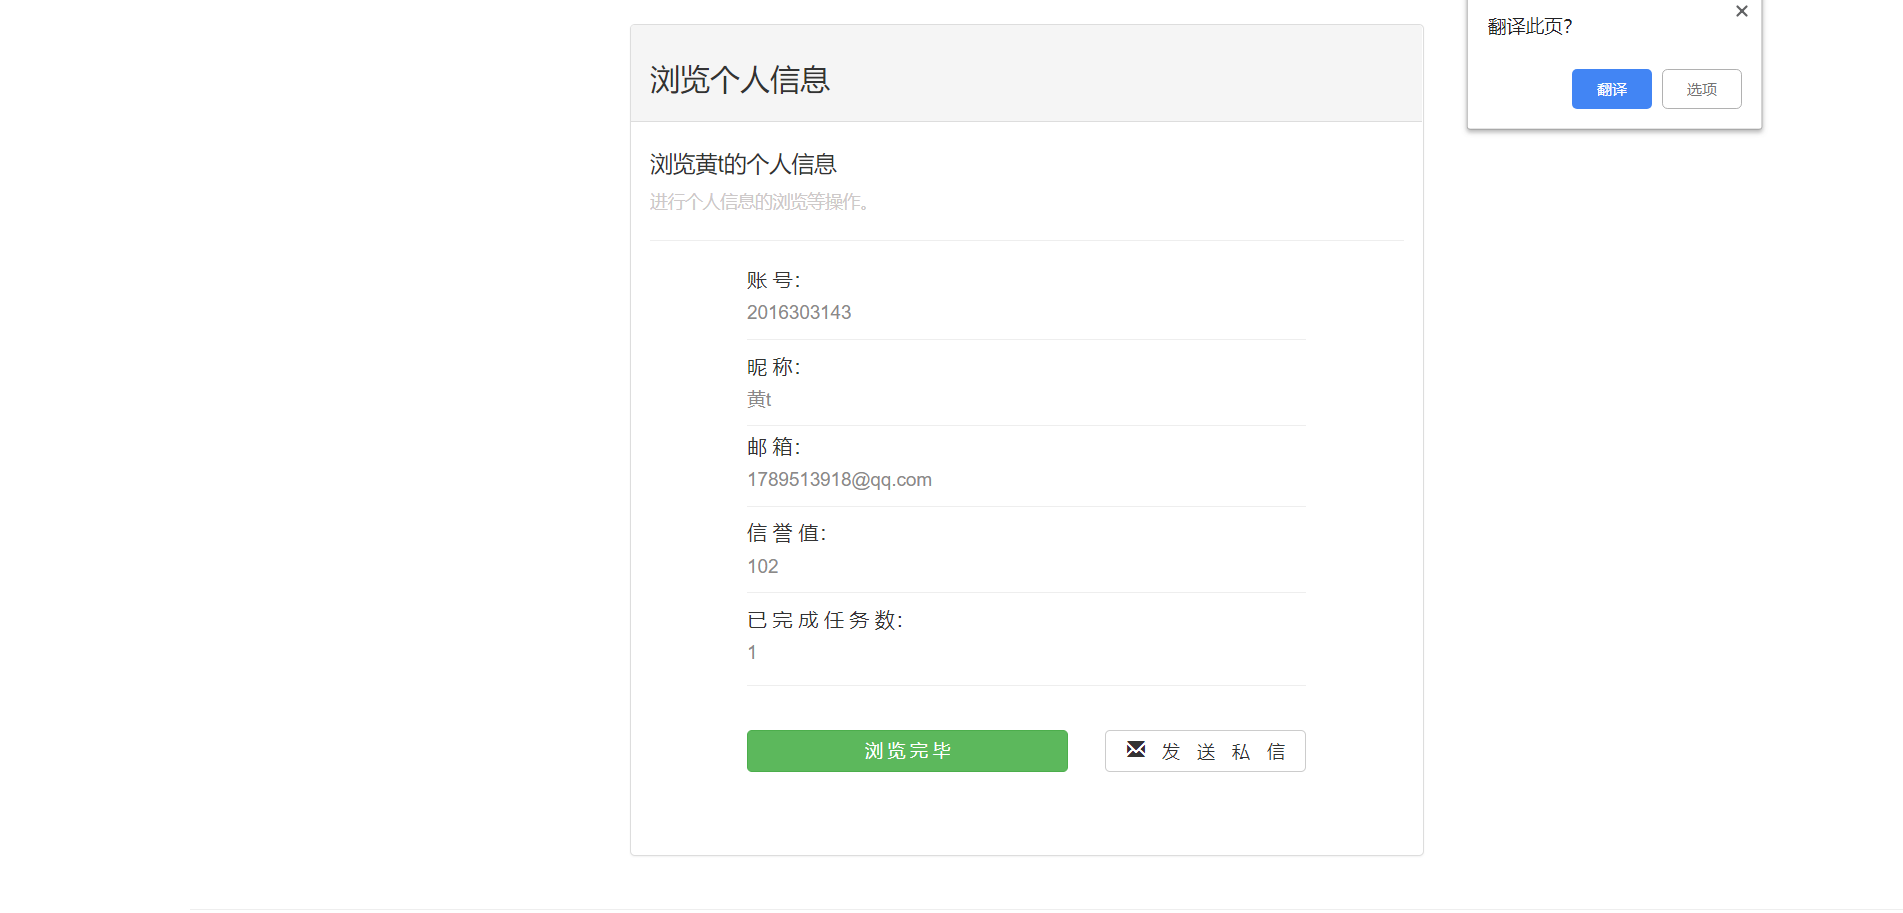 翻译此页?
翻译
选项
浏览个人信息
浏览黄t的个人信息
进行个人信息的浏览等操作。
账 号：
2016303143
昵 称：
黄t
邮 箱：
1789513918@qq.com
信 誉 值：
102
已 完 成 任 务 数：
1
浏览完毕
发 送 私 信